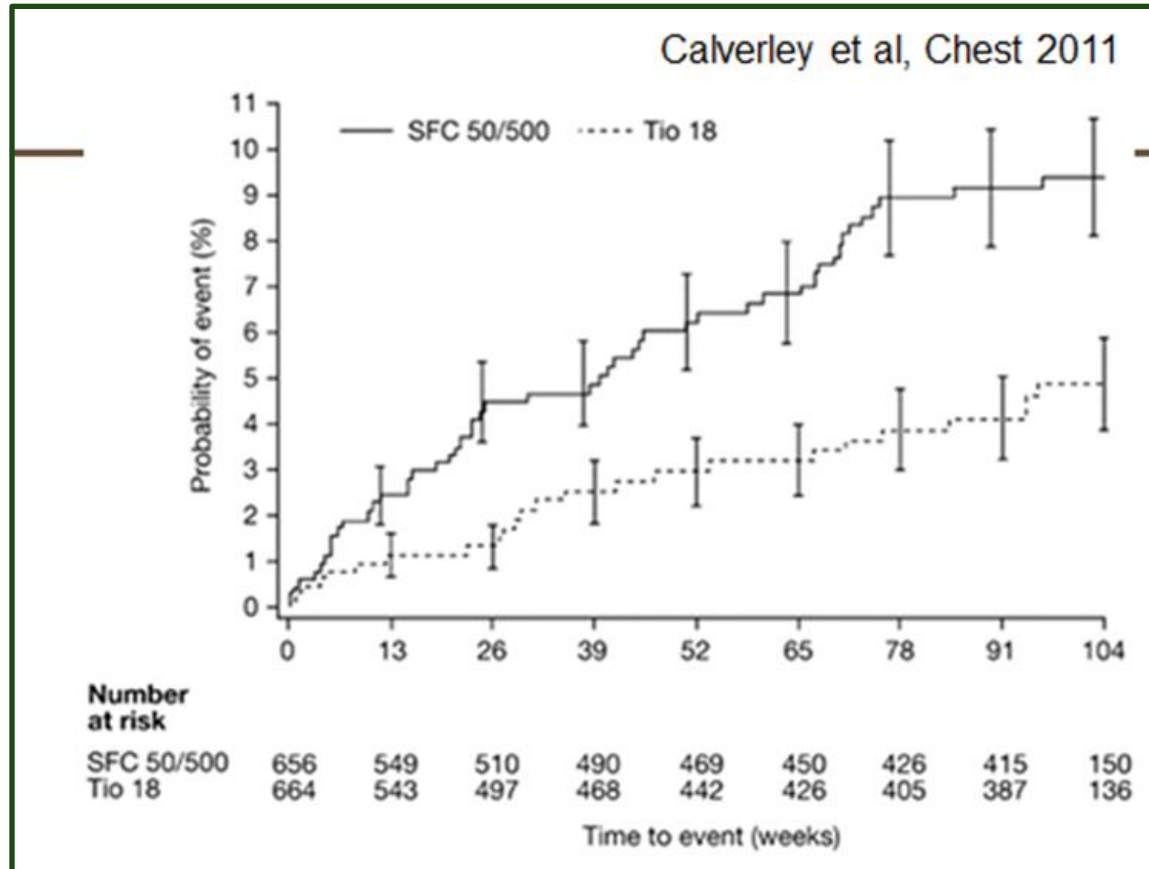 Calverley et al, Chest 2011
SFC 50/500 Tio 18
Probability of event (%)
11
10
9
8
7
6
5
4
3
2
1
0
0 13 26 39 52 65 78 91 104
Number
at risk
SFC 50/500 656 549 510 490 469 450 426 415 150
Tio 18 664 543 497 468 442 426 405 387 136
Time to event (weeks)